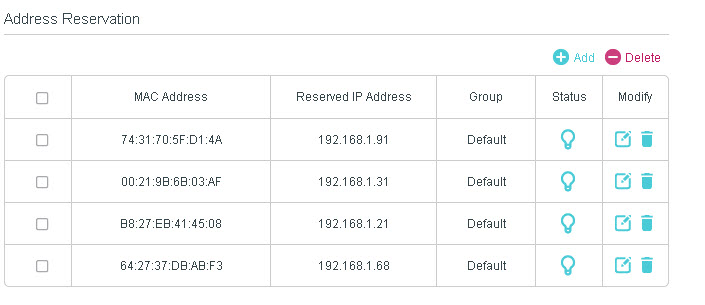 Address Reservation
Add Delete
MAC Address Reserved IP Address Group Status Modify
74:31:70:5F:D1:4A 192.168.1.91 Default
00:21:9B:6B:03:AF 192.168.1.31 Default
B8:27:EB:41:45:08 192.168.1.21 Default
64:27:37:DB:AB:F3 192.168.1.68 Default